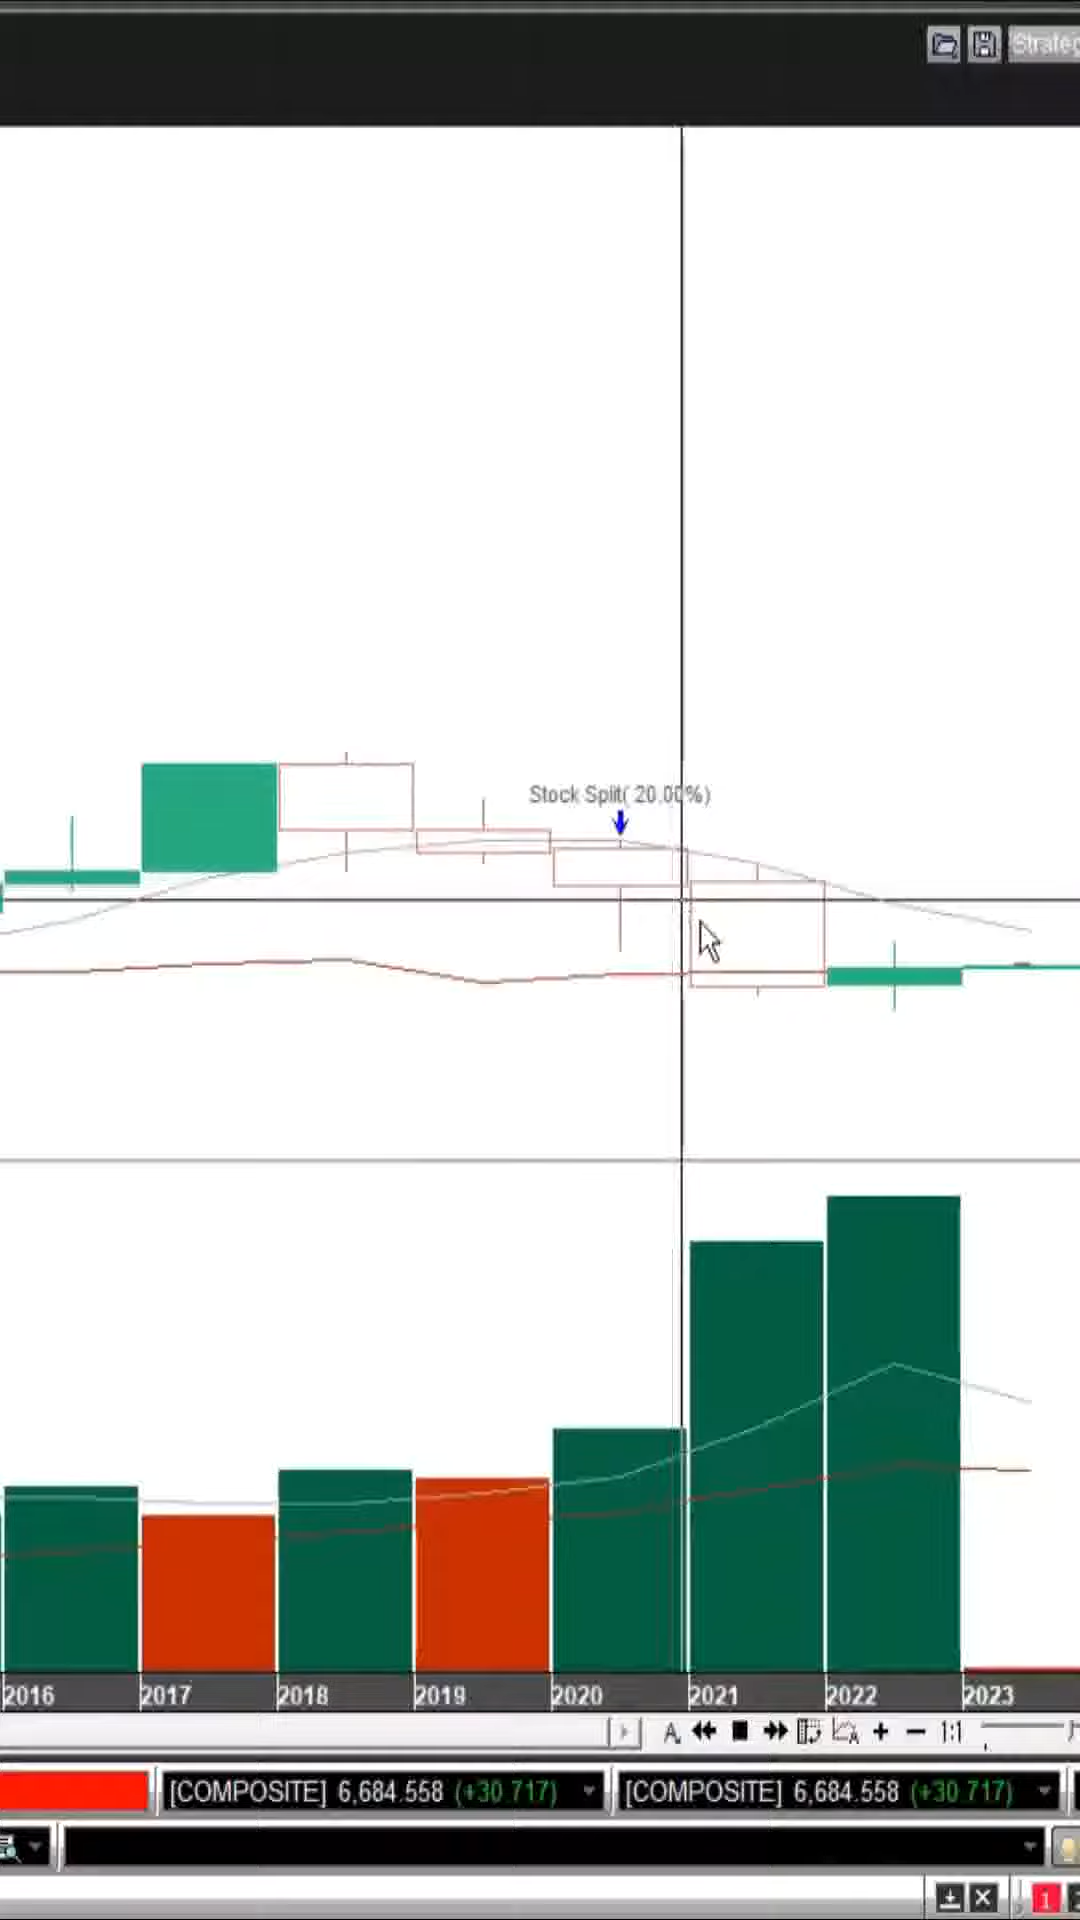 Strateg
Stock Split( 20.00%)
2016 2017 2018 2019 2020 2021 2022 2023
A 1:1
[COMPOSITE] 6,684.558 (+30.717) [COMPOSITE] 6,684.558 (+30.717)
1